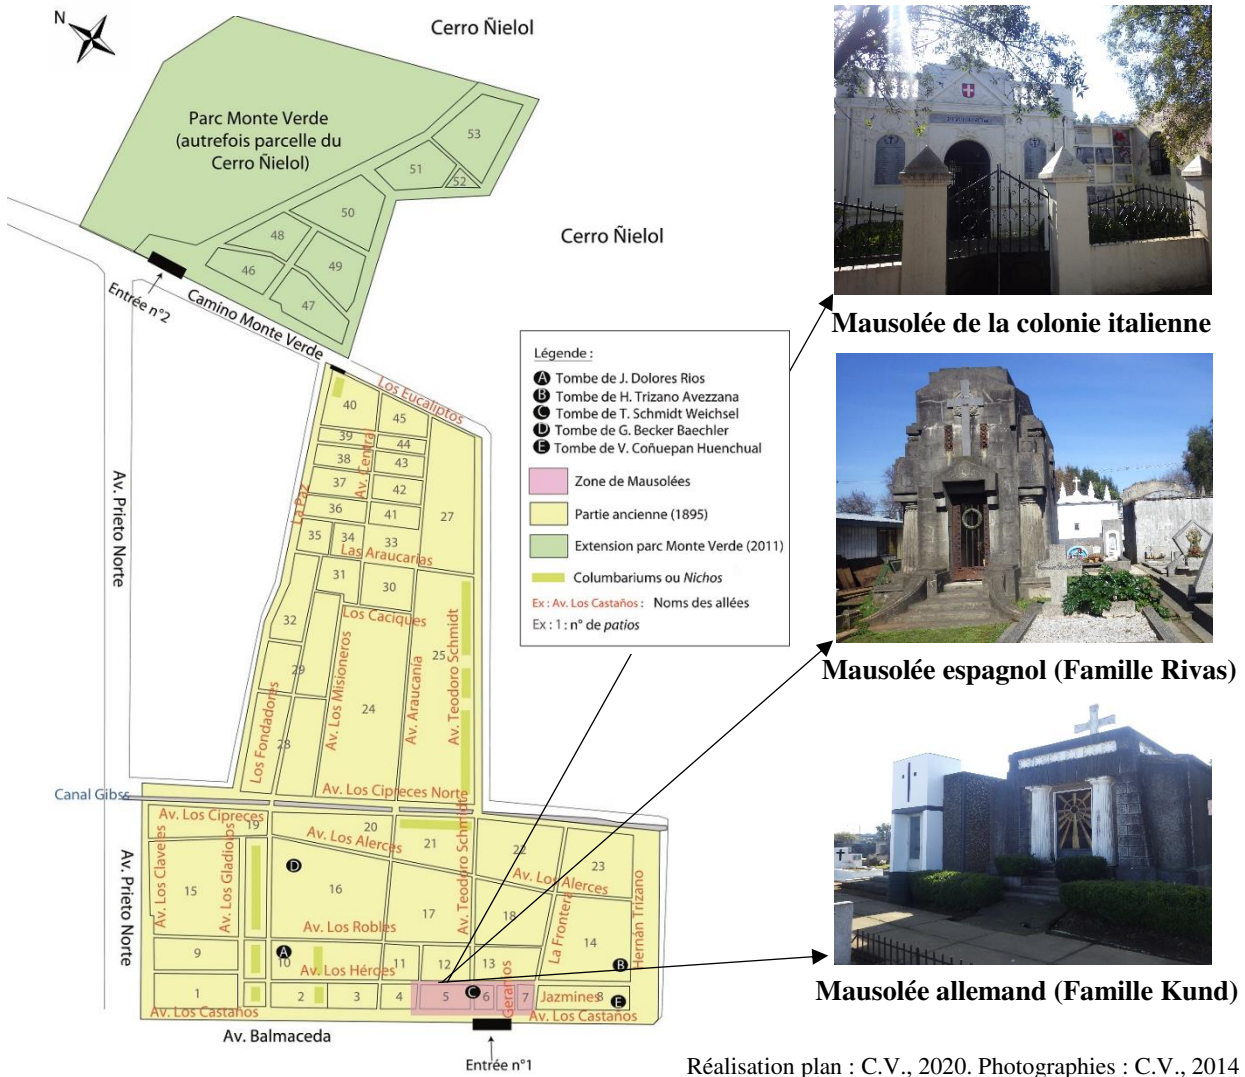 N
Cerro Ñielol
Parc Monte Verde
(autrefois parcelle du
Cerro Ñielol)
53
51
52
50
48
49
46
47
Cerro Ñielol
Entrée n°2
Camino Monte Verde
Los Eucaliptos
Av. Prieto Norte
40
45
39
44
38
43
37
42
36
41
35
34
33
27
La Paz
Av. Central
Las Araucarias
31
30
Los Caciques
32
29
28
24
25
Los Fondadores
Av. Los Misioneros
Av. Araucanía
Av. Teodoro Schmidt
Av. Los Cipreces Norte
Canal Gibss
Av. Los Cipreces
19
20
Av. Los Alerces
21
22
23
Av. Los Alerces
Av. Prieto Norte
Av. Los Claveles
15
Av. Los Gladiolos
D
16
17
Av. Teodoro Schmidt
18
La Frontera
14
Hernán Trizano
Av. Los Robles
9
A
10
Av. Los Héroes
11
12
13
B
1
2
3
4
5
C
6
Geranios
7
Jazmines
8
E
Av. Los Castaños
Av. Los Castaños
Av. Balmaceda
Entrée n°1
Légende :
A Tombe de J. Dolores Rios
B Tombe de H. Trizano Avezzana
C Tombe de T. Schmidt Weichsel
D Tombe de G. Becker Baechler
E Tombe de V. Coñuepan Huenchual
Zone de Mausolées
Partie ancienne (1895)
Extension parc Monte Verde (2011)
Columbariums ou Nichos
Ex : Av. Los Castaños : Noms des allées
Ex : 1 : n° de patios
Mausolée de la colonie italienne
Mausolée espagnol (Famille Rivas)
Mausolée allemand (Famille Kund)
Réalisation plan : C.V., 2020. Photographies : C.V., 2014